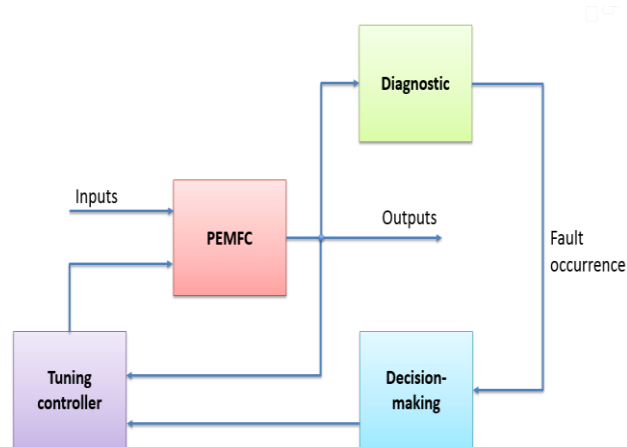 Diagnostic
Inputs
PEMFC
Outputs
Fault
occurrence
Tuning
controller
Decision-
making